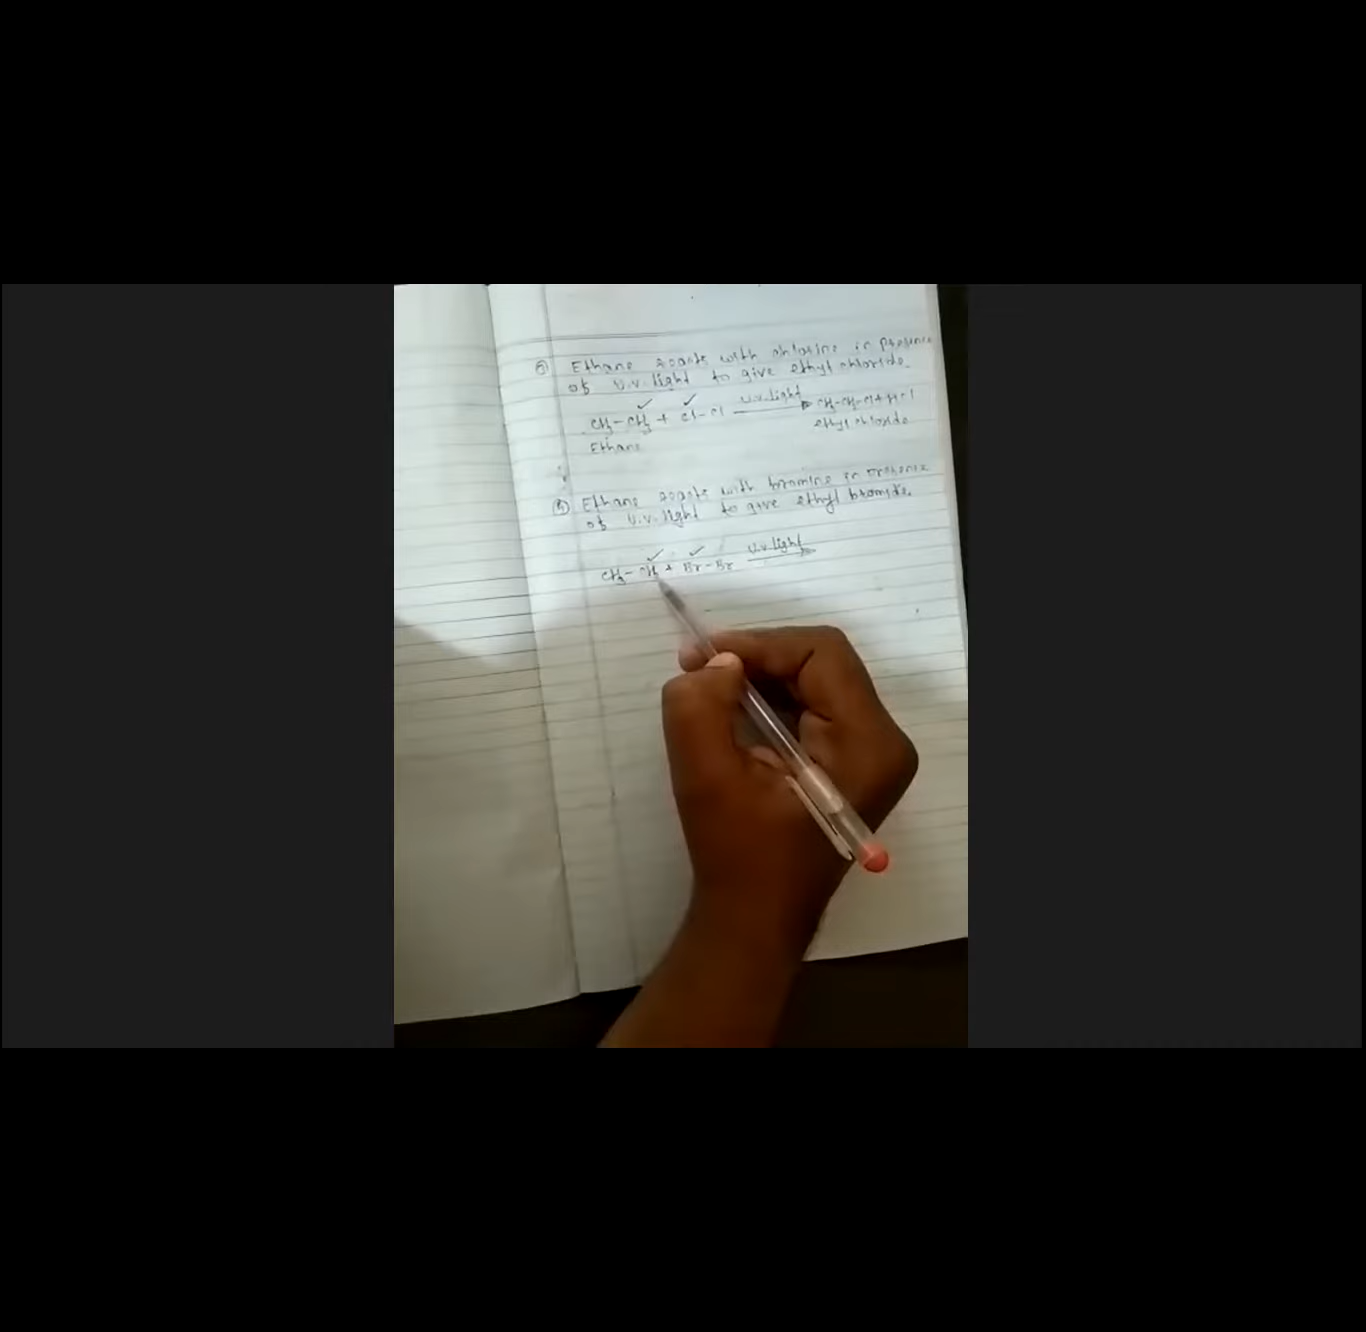 Ethane reacts with chlorine in presence
of U.V. light to give ethyl chloride.
CH3-CH3 + Cl-Cl U.V. light CH3-CH2-Cl + HCl
Ethane ethyl chloride
Ethane reacts with bromine in presence
of U.V. light to give ethyl bromide.
CH3-CH3 + Br-Br U.V. light